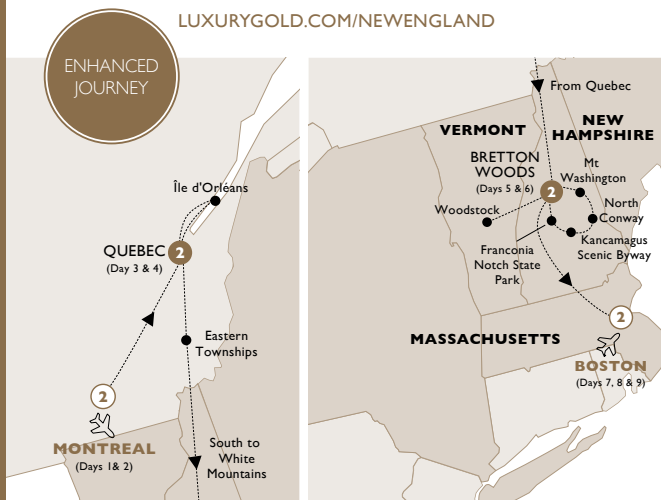 LUXURYGOLD.COM/NEWENGLAND
ENHANCED
JOURNEY
Île d'Orléans
QUEBEC
(Day 3 & 4)
2
Eastern
Townships
2
MONTREAL
(Days 1& 2)
South to
White
Mountains
From Quebec
VERMONT
NEW
HAMPSHIRE
BRETTON
WOODS
(Days 5 & 6)
2
Mt
Washington
Woodstock
North
Conway
Franconia
Notch State
Park
Kancamagus
Scenic Byway
MASSACHUSETTS
2
BOSTON
(Days 7, 8 & 9)